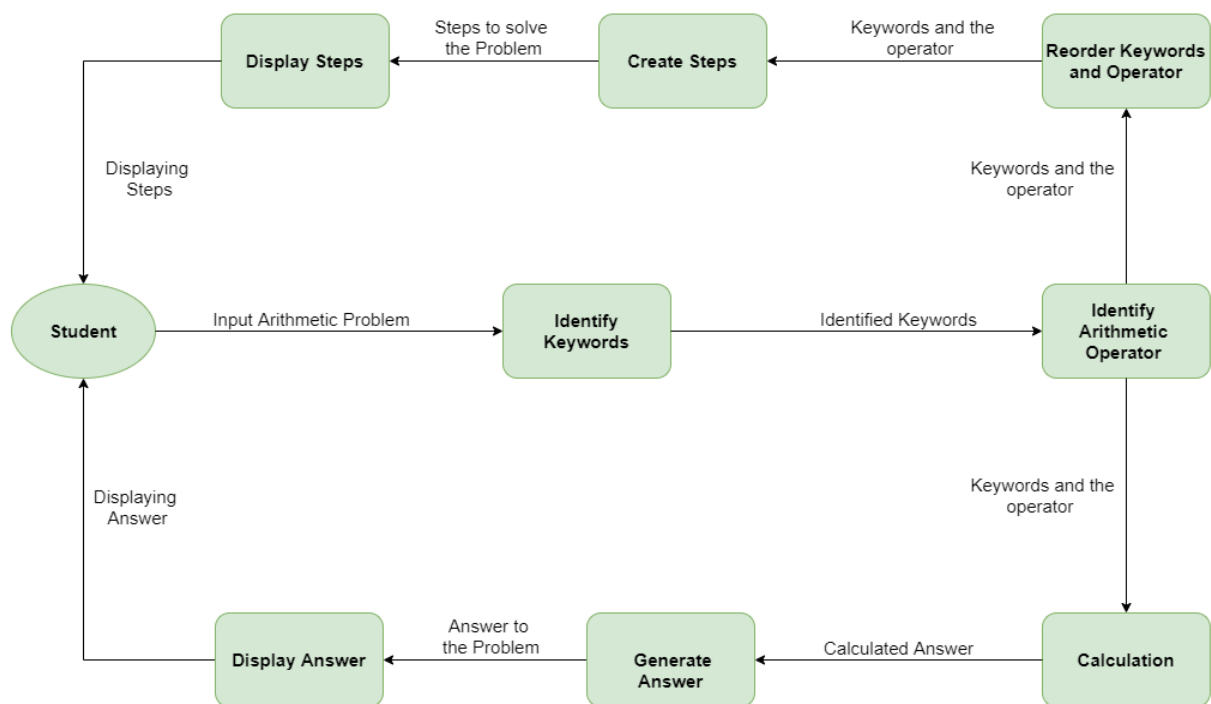 Steps to solve
the Problem
Keywords and the
operator
Display Steps
Create Steps
Reorder Keywords
and Operator
Displaying
Steps
Keywords and the
operator
Student
Input Arithmetic Problem
Identify
Keywords
Identified Keywords
Identify
Arithmetic
Operator
Displaying
Answer
Keywords and the
operator
Display Answer
Answer to
the Problem
Generate
Answer
Calculated Answer
Calculation